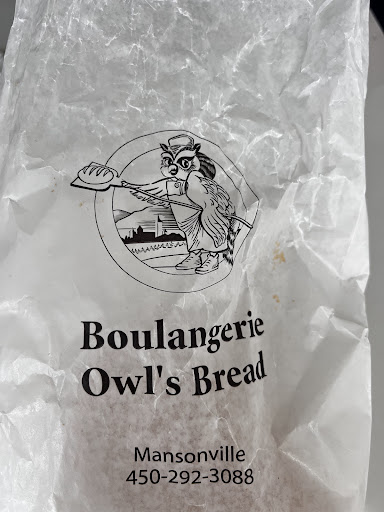 Boulangerie
Owl's Bread
Mansonville
450-292-3088